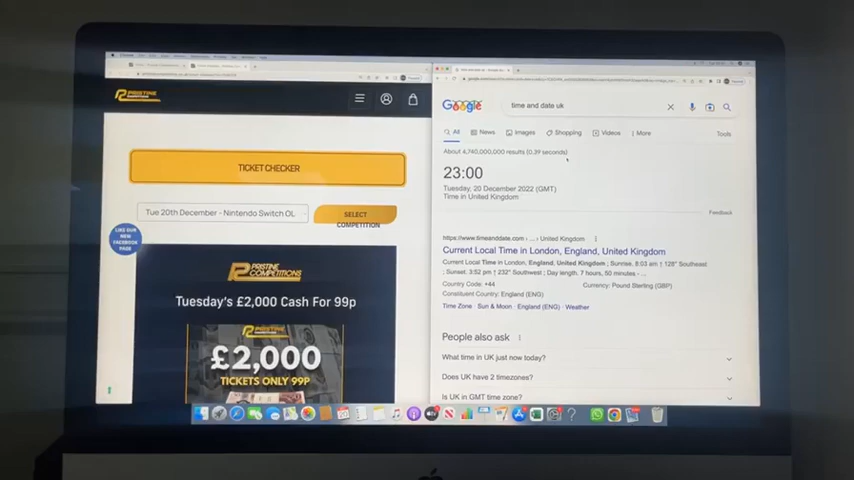 PRISTINE
COMPETITIONS
TICKET CHECKER
Tue 20th December - Nintendo Switch OL
SELECT
COMPETITION
LIKE OUR
NEW
FACEBOOK
PAGE
PRISTINE
COMPETITIONS
Tuesday's £2,000 Cash For 99p
PRISTINE
COMPETITIONS
£2,000
TICKETS ONLY 99P
Google
time and date uk
All
News
Images
Shopping
Videos
More
Tools
About 4,740,000,000 results (0.39 seconds)
23:00
Tuesday, 20 December 2022 (GMT)
Time in United Kingdom
Feedback
https://www.timeanddate.com › ... › United Kingdom
Current Local Time in London, England, United Kingdom
Current Local Time in London, England, United Kingdom ; Sunrise. 8:03 am ↑ 128° Southeast
; Sunset. 3:52 pm ↑ 232° Southwest ; Day length. 7 hours, 50 minutes - ...
Country Code: +44
Currency: Pound Sterling (GBP)
Constituent Country: England (ENG)
Time Zone · Sun & Moon · England (ENG) · Weather
People also ask
What time in UK just now today?
Does UK have 2 timezones?
Is UK in GMT time zone?